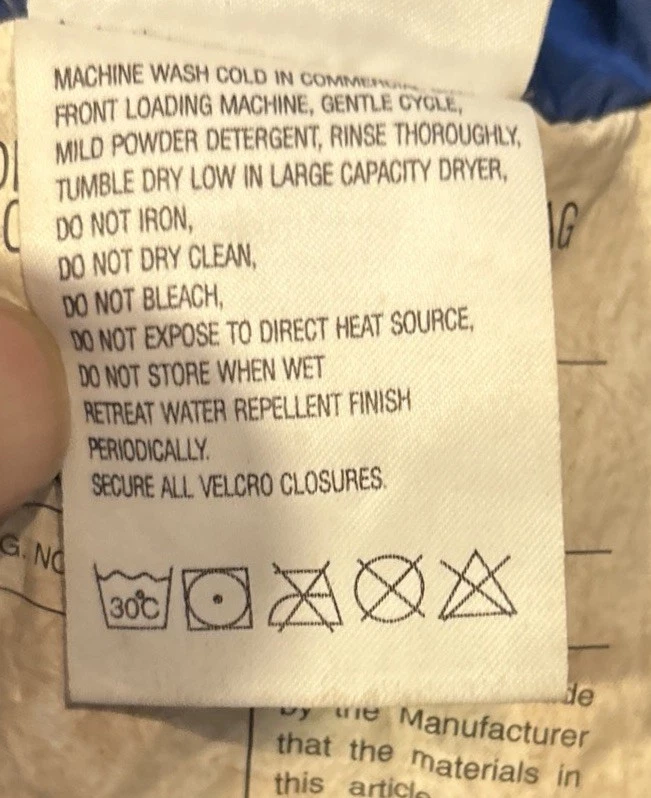 MACHINE WASH COLD IN
FRONT LOADING MACHINE, GENTLE CYCLE,
MILD POWDER DETERGENT, RINSE THOROUGHLY,
TUMBLE DRY LOW IN LARGE CAPACITY DRYER,
DO NOT IRON,
DO NOT DRY CLEAN,
DO NOT BLEACH,
DO NOT EXPOSE TO DIRECT HEAT SOURCE,
DO NOT STORE WHEN WET
RETREAT WATER REPELLENT FINISH
PERIODICALLY.
SECURE ALL VELCRO CLOSURES.
30°C
by the Manufacturer
that the materials in
this article